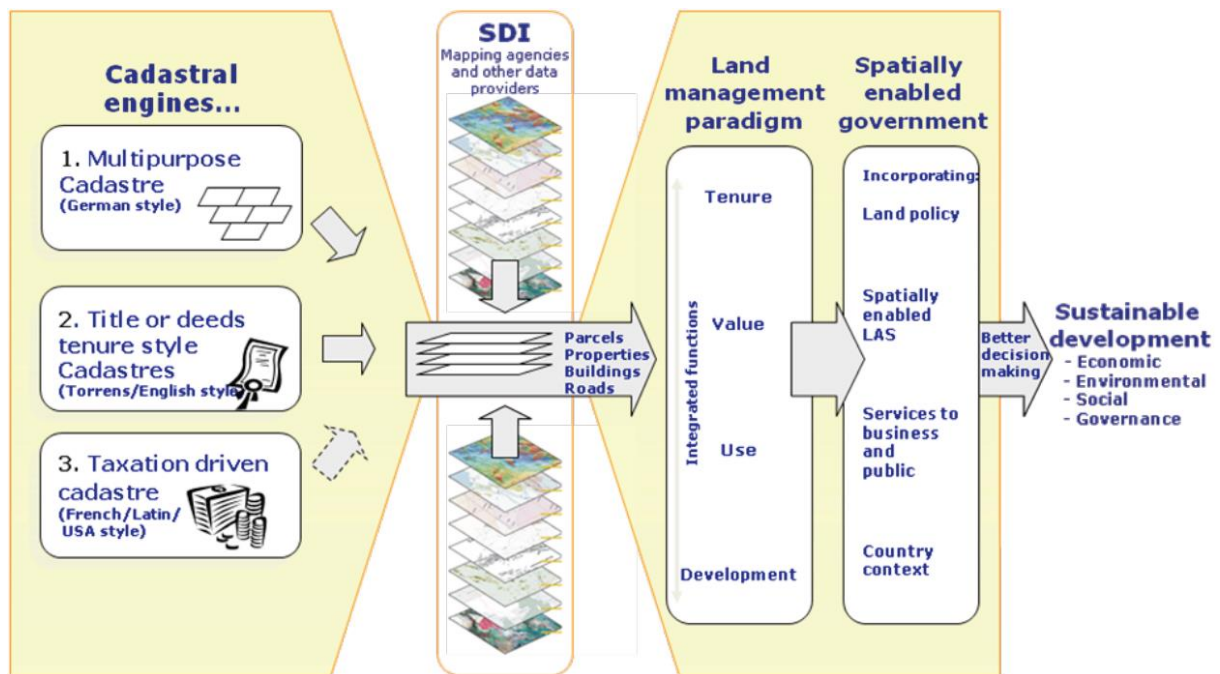 Cadastral
engines...
1. Multipurpose
Cadastre
(German style)
2. Title or deeds
tenure style
Cadastres
(Torrens/English style
3. Taxation driven
cadastre
(French/Latin/
USA style)
SDI
Mapping agencies
and other data
providers
Parcels
Properties
Buildings
Roads
Land
management
paradigm
Integrated functions
Tenure
Value
Use
Development
Spatially
enabled
government
Incorporating:
Land policy
Spatially
enabled
LAS
Services to
business
and
public
Country
context
Better
decision
making
Sustainable
development
- Economic
- Environmental
- Social
- Governance